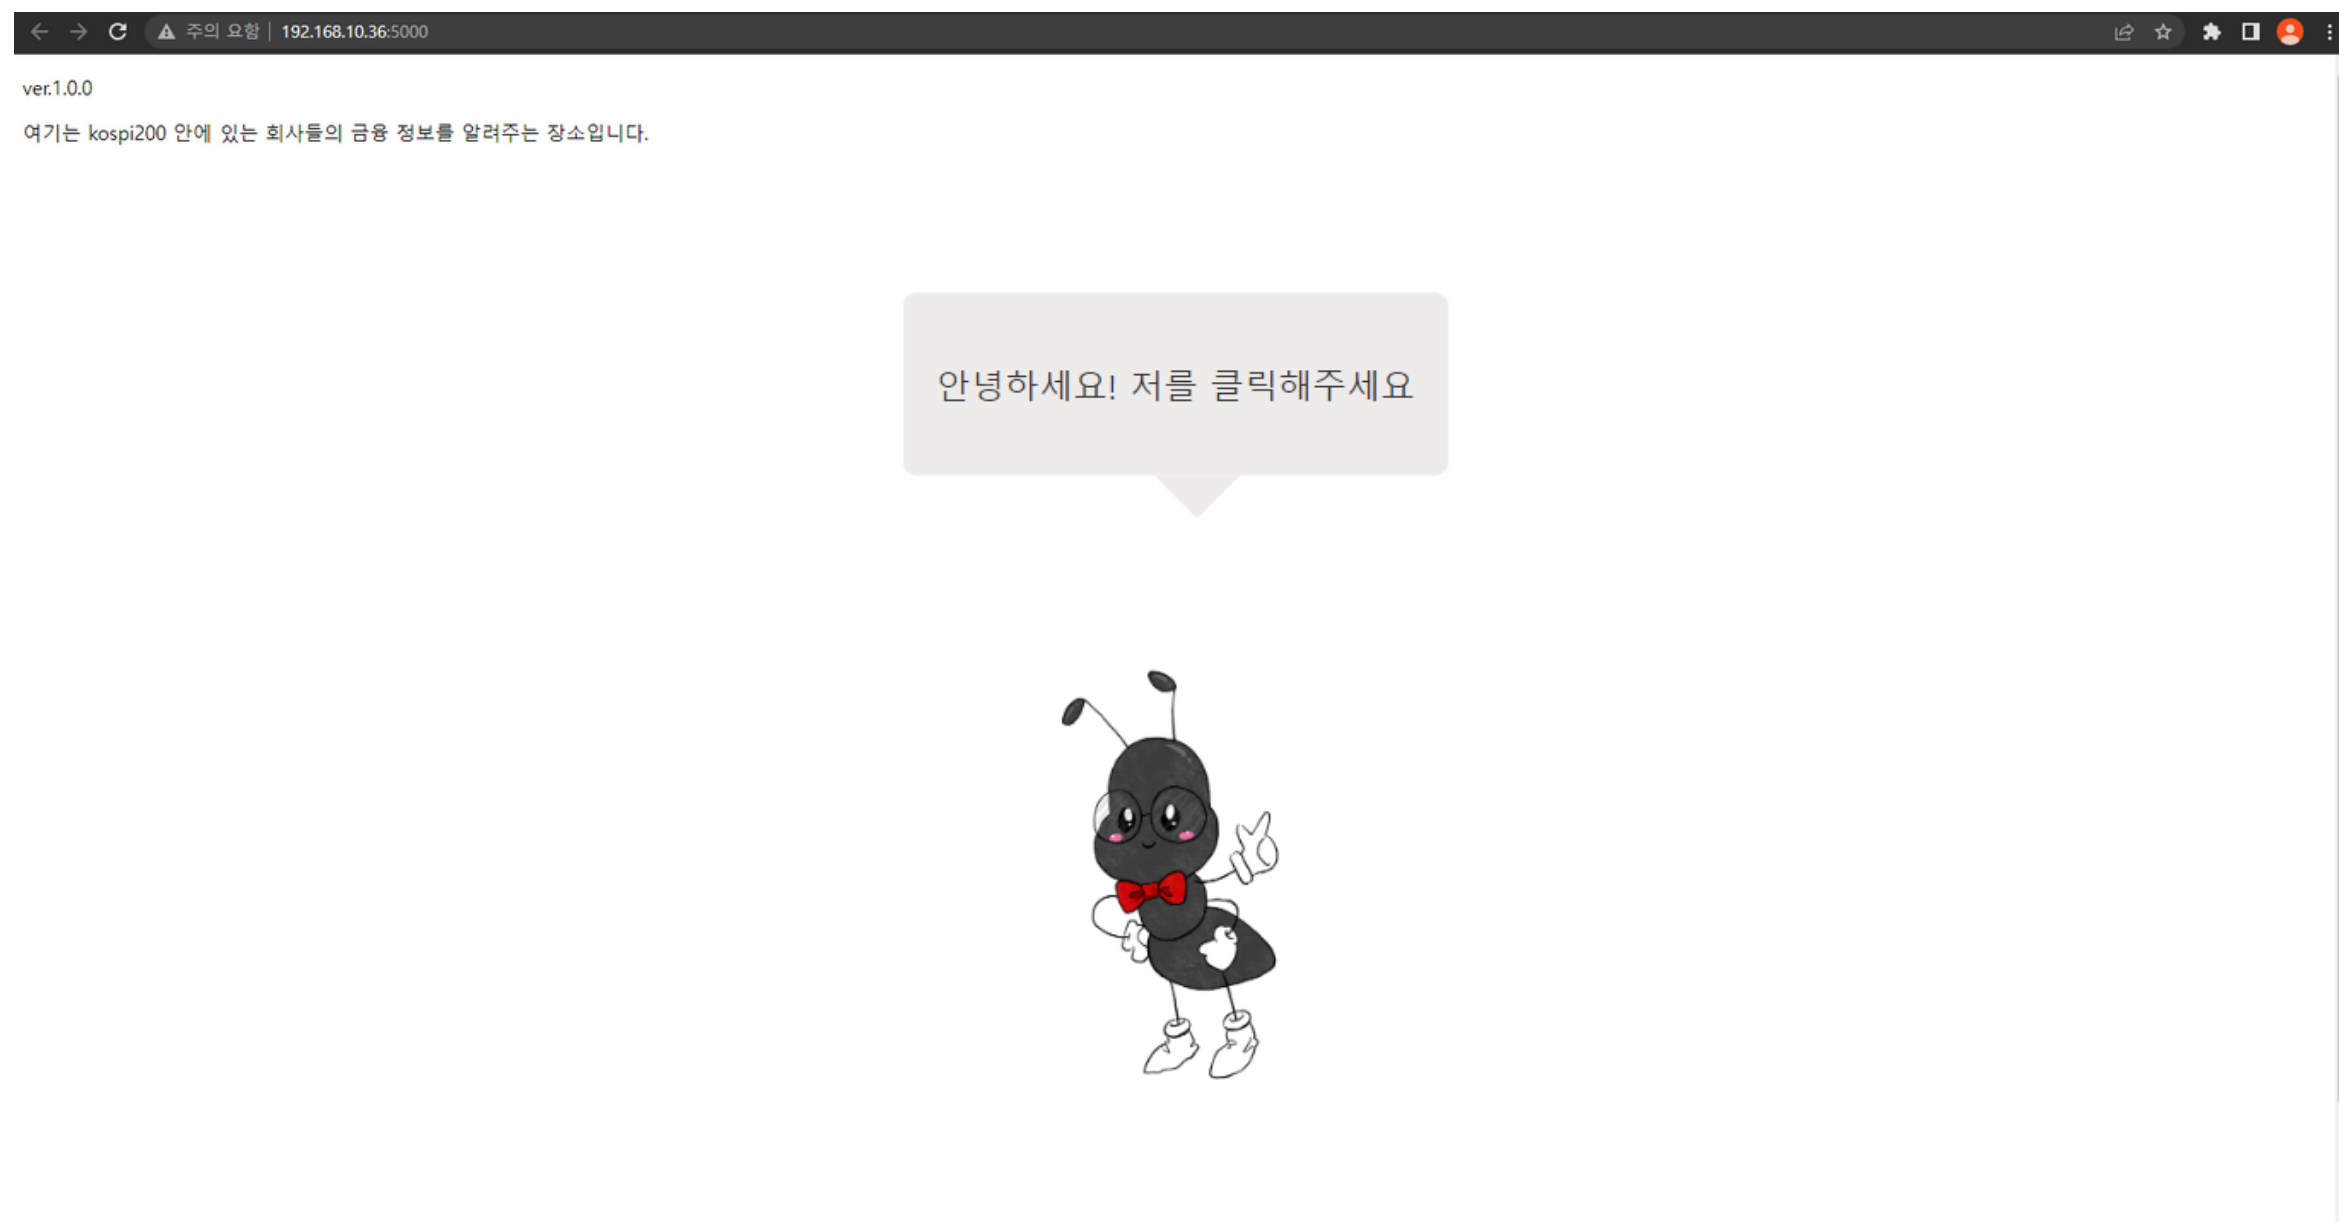 주의 요함 192.168.10.36:5000
ver.1.0.0
여기는 kospi200 안에 있는 회사들의 금융 정보를 알려주는 장소입니다.
안녕하세요! 저를 클릭해주세요